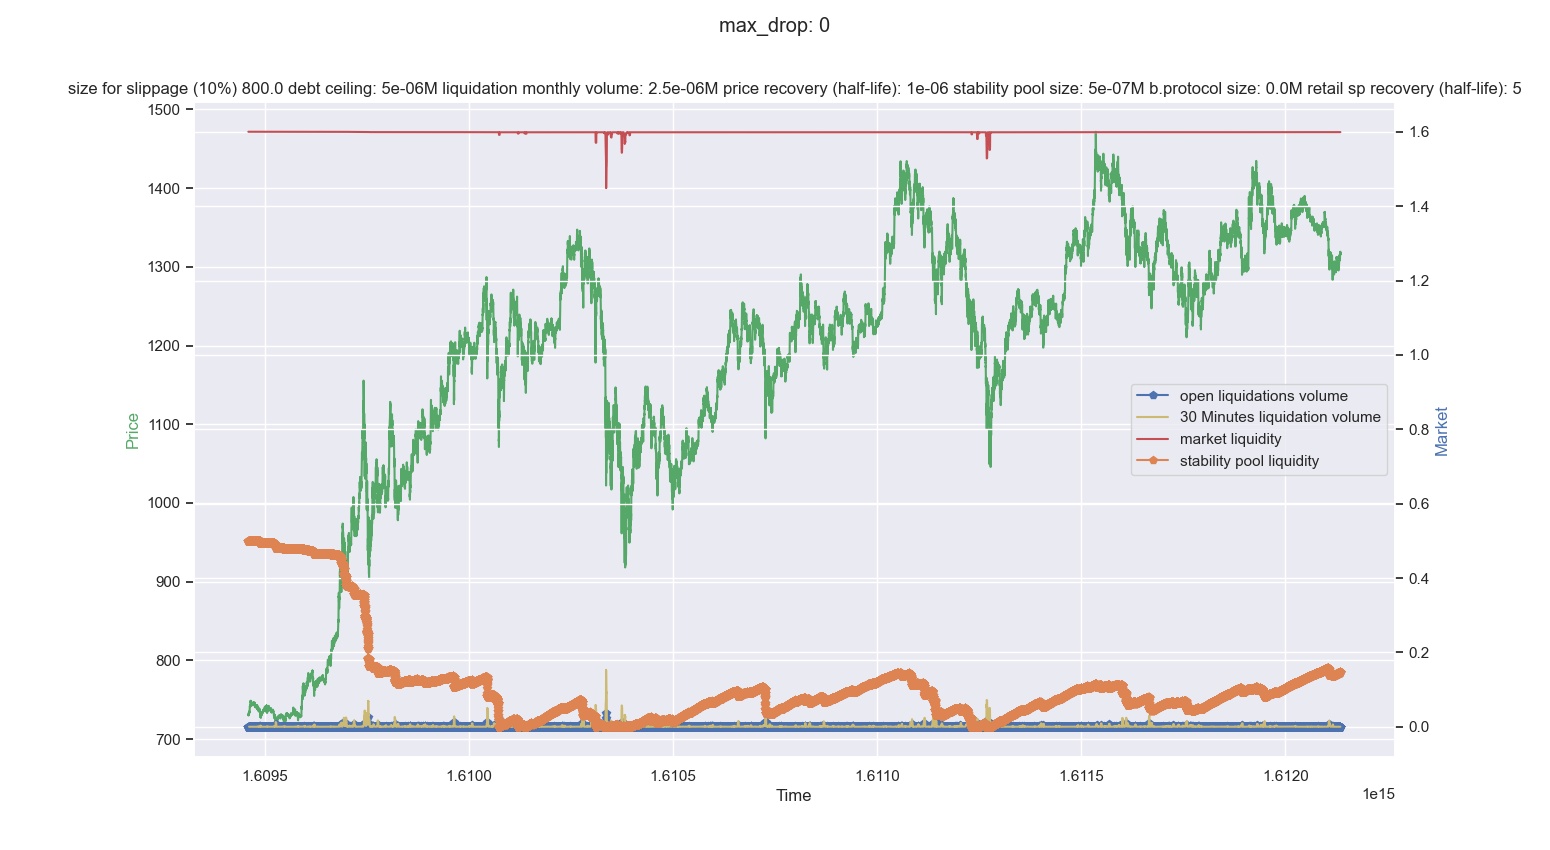 max_drop: 0
size for slippage (10%) 800.0 debt ceiling: 5e-06M liquidation monthly volume: 2.5e-06M price recovery (half-life): 1e-06 stability pool size: 5e-07M b.protocol size: 0.0M retail sp recovery (half-life): 5
1500
1400
1300
1200
1100
1000
900
800
700
Price
1.6
1.4
1.2
1.0
0.8
0.6
0.4
0.2
0.0
Market
open liquidations volume
30 Minutes liquidation volume
market liquidity
stability pool liquidity
1.6095
1.6100
1.6105
1.6110
1.6115
1.6120
1e15
Time